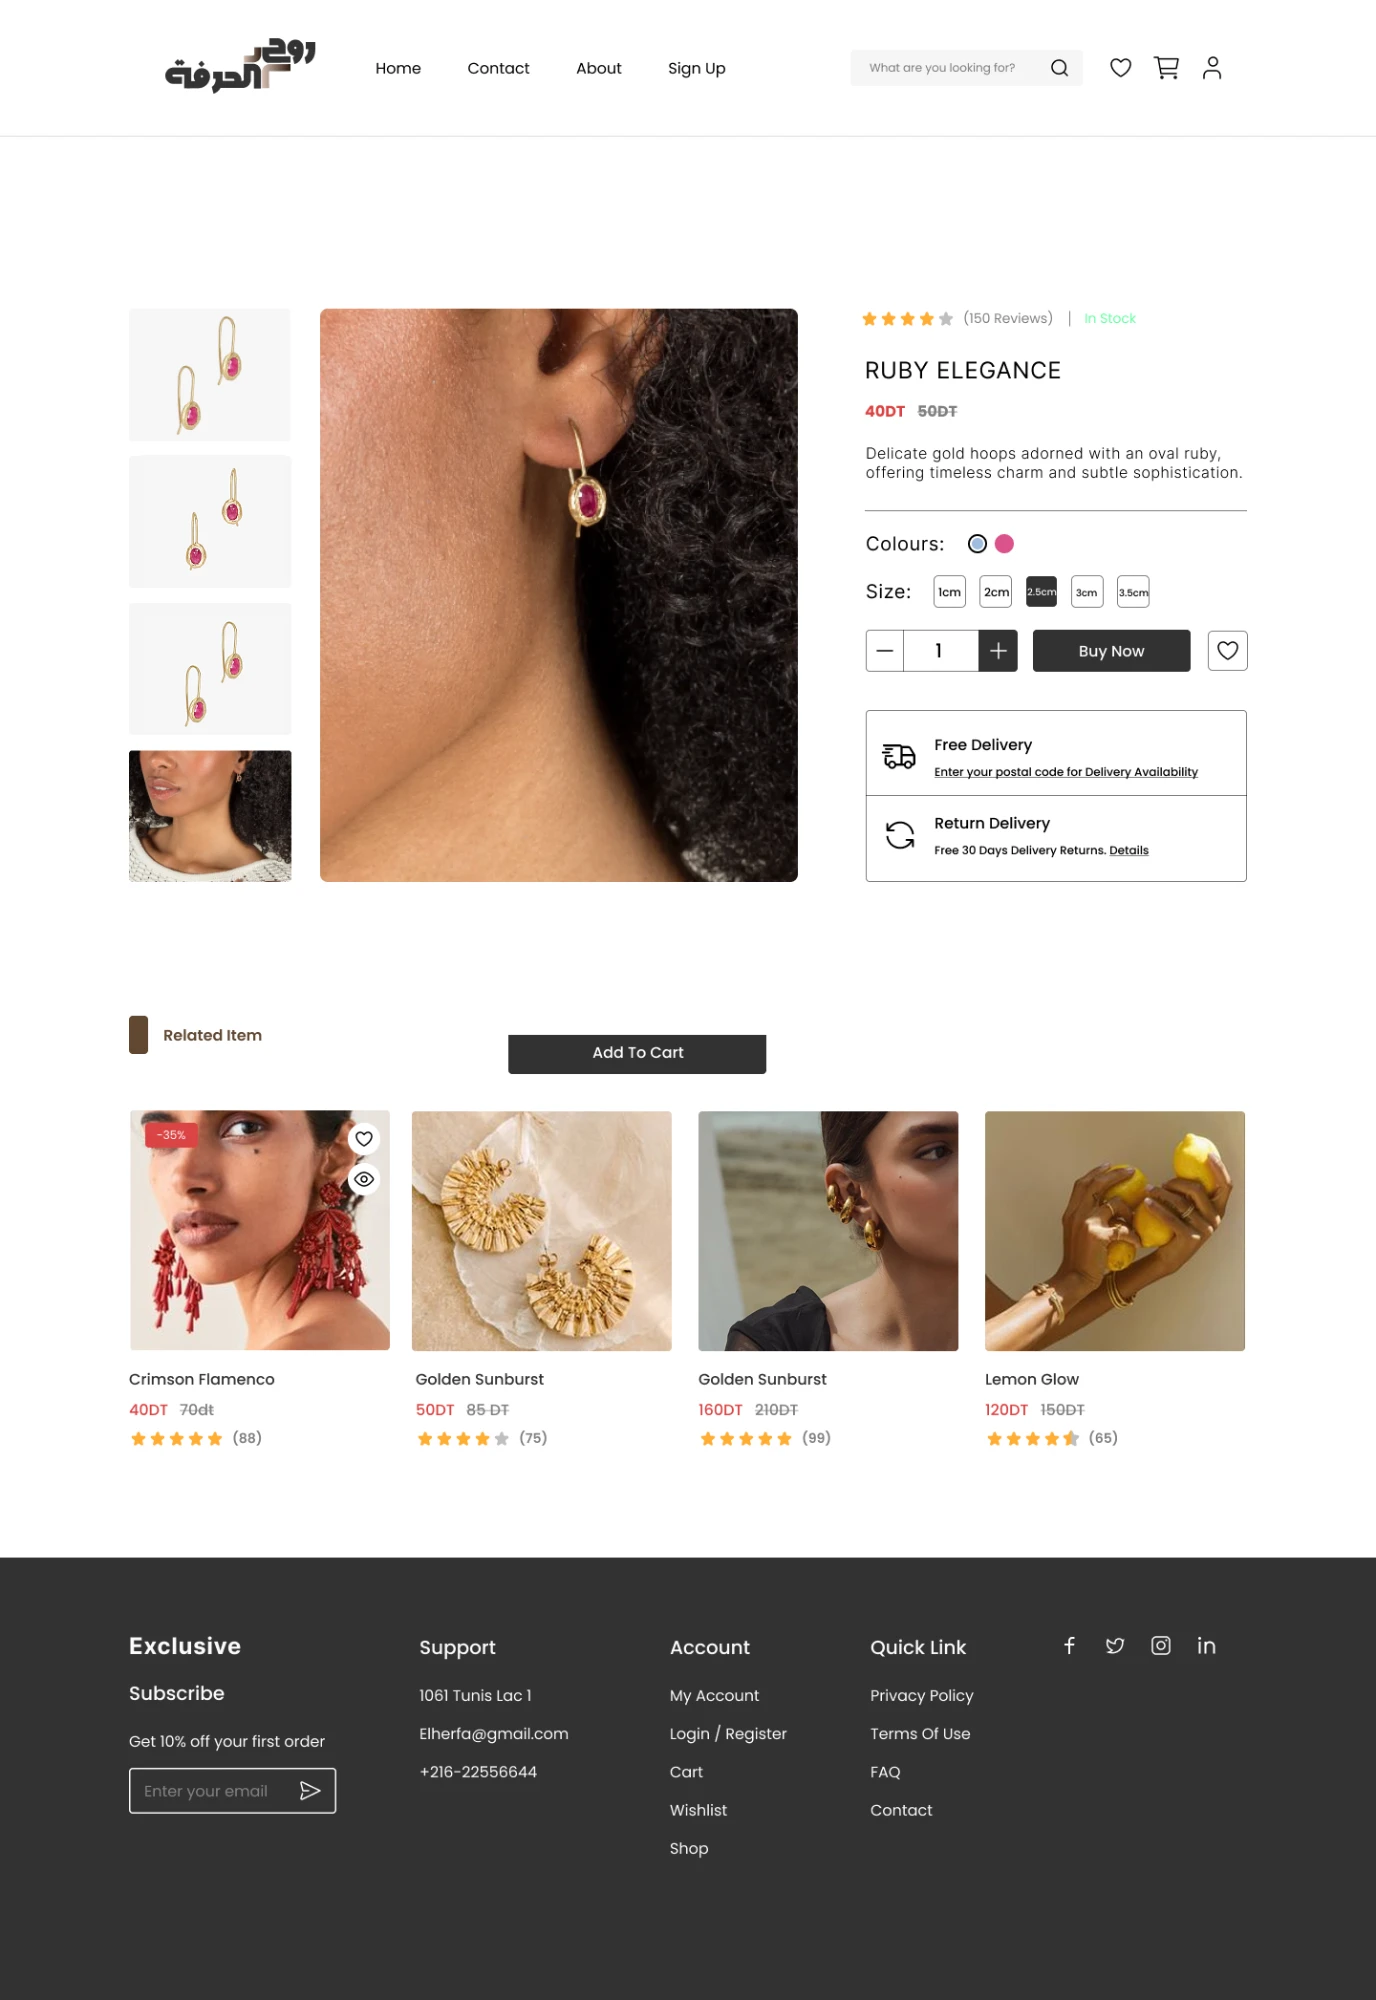 روح
الحرفة
Home Contact About Sign Up
What are you looking for?
(150 Reviews) | In Stock
RUBY ELEGANCE
40DT 50DT
Delicate gold hoops adorned with an oval ruby,
offering timeless charm and subtle sophistication.
Colours:
Size: 1cm 2cm 2.5cm 3cm 3.5cm
1 Buy Now
Free Delivery
Enter your postal code for Delivery Availability
Return Delivery
Free 30 Days Delivery Returns. Details
Related Item
Add To Cart
-35%
Crimson Flamenco
40DT 70dt
(88)
Golden Sunburst
50DT 85 DT
(75)
Golden Sunburst
160DT 210DT
(99)
Lemon Glow
120DT 150DT
(65)
Exclusive
Subscribe
Get 10% off your first order
Enter your email
Support
1061 Tunis Lac 1
Elherfa@gmail.com
+216-22556644
Account
My Account
Login / Register
Cart
Wishlist
Shop
Quick Link
Privacy Policy
Terms Of Use
FAQ
Contact